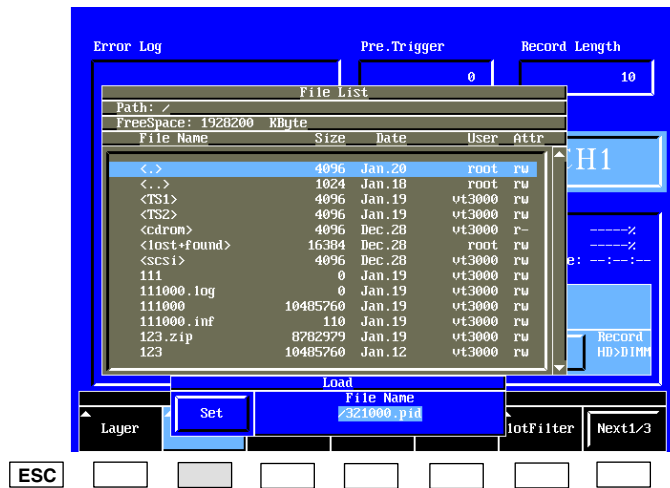 Error Log Pre.Trigger Record Length
0 10
File List
Path: /
FreeSpace: 1928200 KByte
File Name Size Date User Attr
<.> 4096 Jan.20 root rw
<..> 1024 Jan.18 root rw
<TS1> 4096 Jan.19 vt3000 rw
<TS2> 4096 Jan.19 vt3000 rw
<cdrom> 4096 Dec.28 vt3000 r-
<lost+found> 16384 Dec.28 root rw
<scsi> 4096 Dec.28 vt3000 rw
111 0 Jan.19 vt3000 rw
111000.log 0 Jan.19 vt3000 rw
111000 10485760 Jan.19 vt3000 rw
111000.inf 110 Jan.19 vt3000 rw
123.zip 8782979 Jan.19 vt3000 rw
123 10485760 Jan.12 vt3000 rw
H1
-----%
-----%
e: --:--:--
Record
HD>DIMM
Load
File Name
Set /321000.pid
Layer lotFilter Next1/3
ESC